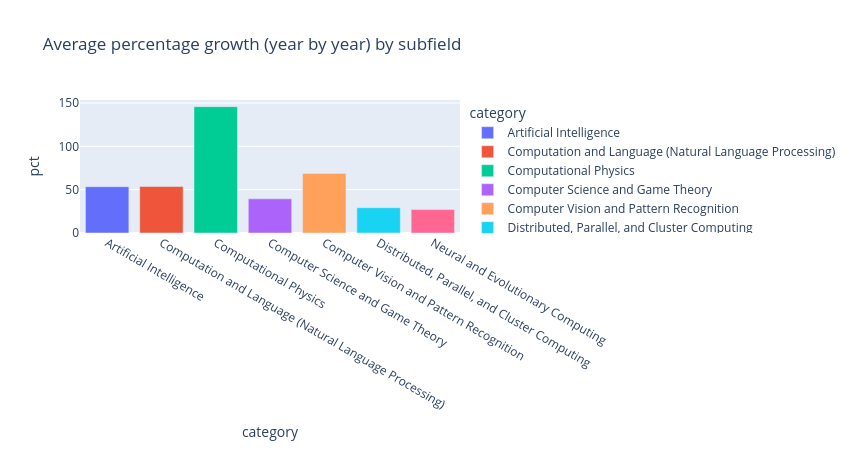 Average percentage growth (year by year) by subfield
pct
150
100
50
0
category
Artificial Intelligence
Computation and Language (Natural Language Processing)
Computational Physics
Computer Science and Game Theory
Computer Vision and Pattern Recognition
Distributed, Parallel, and Cluster Computing
Artificial Intelligence
Computation and Language (Natural Language Processing)
Computational Physics
Computer Science and Game Theory
Computer Vision and Pattern Recognition
Distributed, Parallel, and Cluster Computing
Neural and Evolutionary Computing
category